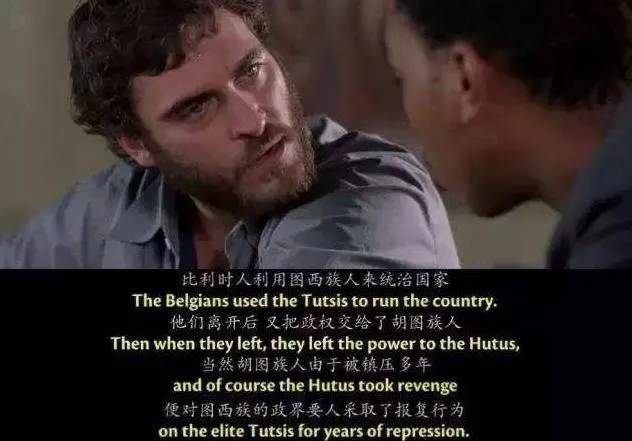 比利时人利用图西族人来统治国家
The Belgians used the Tutsis to run the country.
他们离开后 又把政权交给了胡图族人
Then when they left, they left the power to the Hutus,
当然胡图族人由于被镇压多年
and of course the Hutus took revenge
便对图西族的政界要人采取了报复行为
on the elite Tutsis for years of repression.